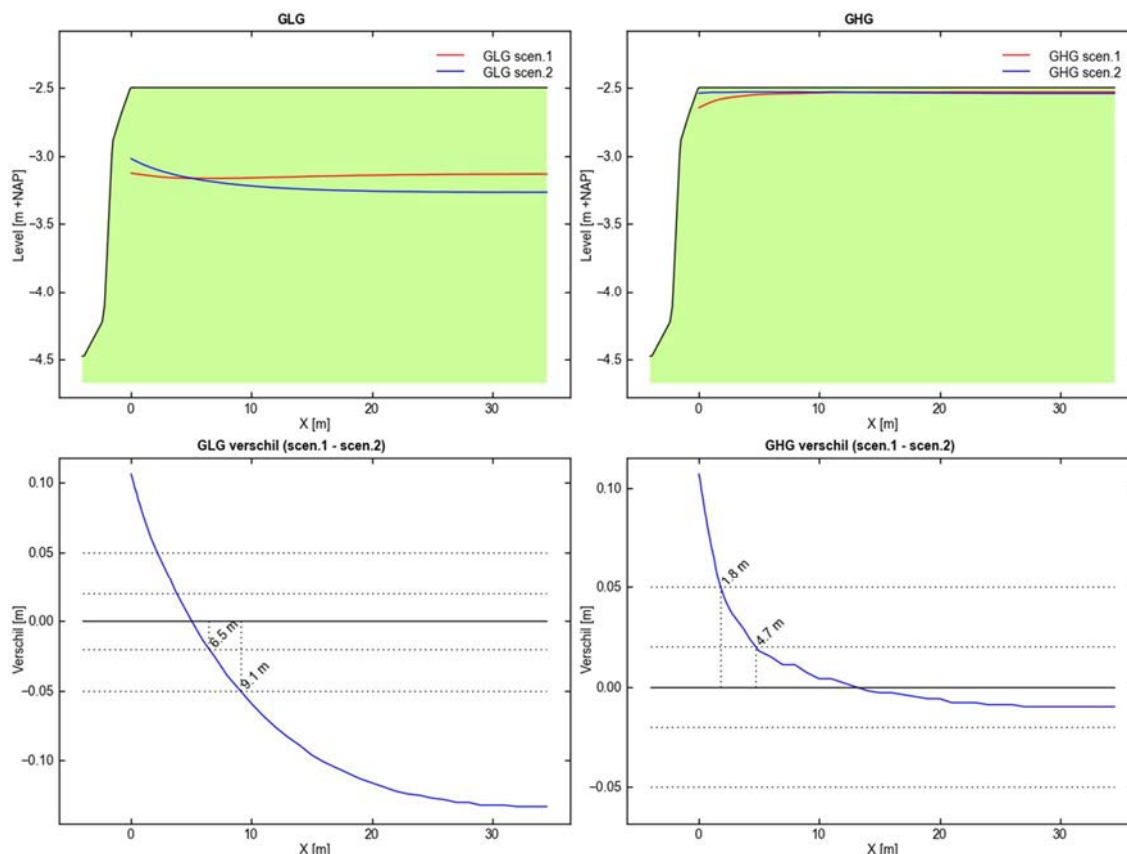 GLG
GLG scen.1
GLG scen.2
−2.5
−3.0
−3.5
−4.0
−4.5
Level [m +NAP]
0 10 20 30
X [m]
GHG
GHG scen.1
GHG scen.2
−2.5
−3.0
−3.5
−4.0
−4.5
Level [m +NAP]
0 10 20 30
X [m]
GLG verschil (scen.1 - scen.2)
0.10
0.05
0.00
−0.05
−0.10
Verschil [m]
6.5 m
9.1 m
0 10 20 30
X [m]
GHG verschil (scen.1 - scen.2)
0.10
0.05
0.00
−0.05
Verschil [m]
1.8 m
4.7 m
0 10 20 30
X [m]